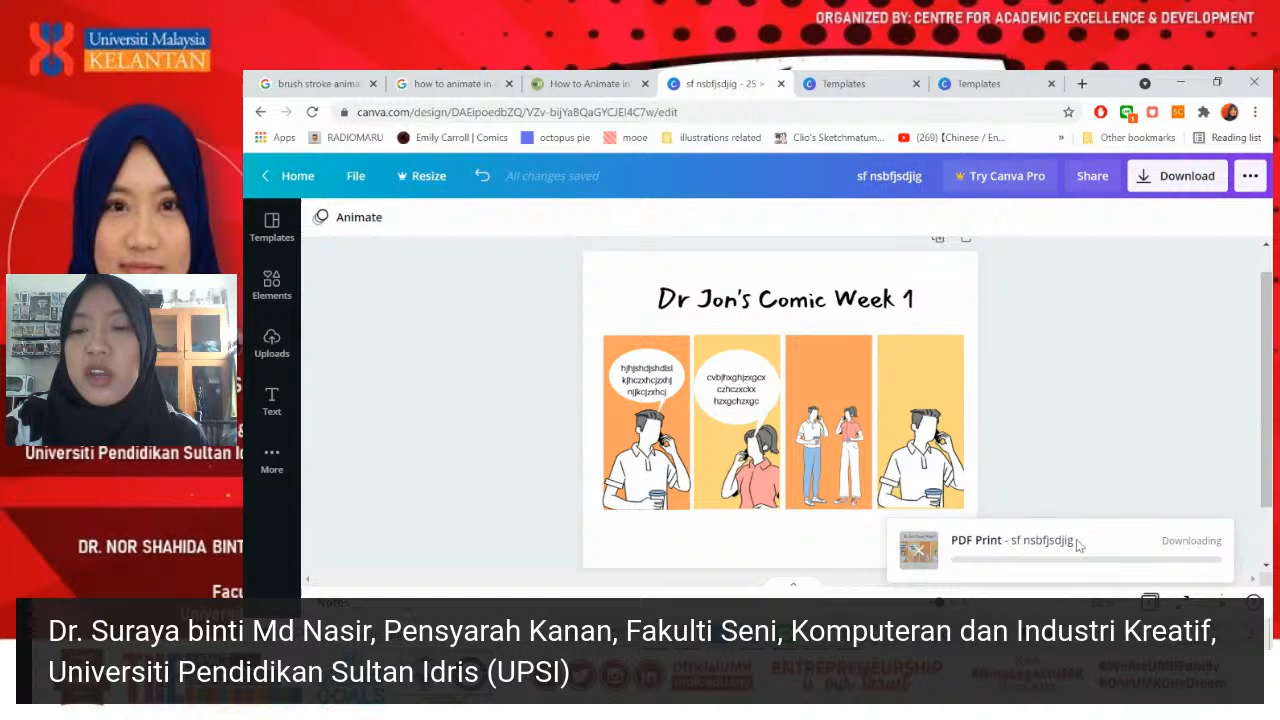 ORGANIZED BY: CENTRE FOR ACADEMIC EXCELLENCE & DEVELOPMENT
Universiti Malaysia
KELANTAN
brush stroke anima
how to animate in
How To Animate in
sf nsbfjsdjig - 25
Templates
Templates
canva.com/design/DAEipoedbZQ/VZv-bijYaBQaGYCJEl4C7w/edit
Apps
RADIOMARU
Emily Carroll | Comics
octopus pie
mooe
illustrations related
Clio's Sketchmatum...
(269)【Chinese / En...
»
Other bookmarks
Reading list
Home
File
Resize
All changes saved
sf nsbfjsdjig
Try Canva Pro
Share
Download
Animate
Templates
Elements
Uploads
Text
More
Dr Jon's Comic Week 1
hjhjshdjshdlsl
kjhczxhcjzxhj
njjkcjzxhcj
cvbjhxghjzxgcx
czhczxckx
hzxgchzxgc
Universiti Pendidikan Sultan Id
DR. NOR SHAHIDA BINT
Facu
PDF Print - sf nsbfjsdjig
Downloading
Notes
Dr. Suraya binti Md Nasir, Pensyarah Kanan, Fakulti Seni, Komputeran dan Industri Kreatif,
Universiti Pendidikan Sultan Idris (UPSI)